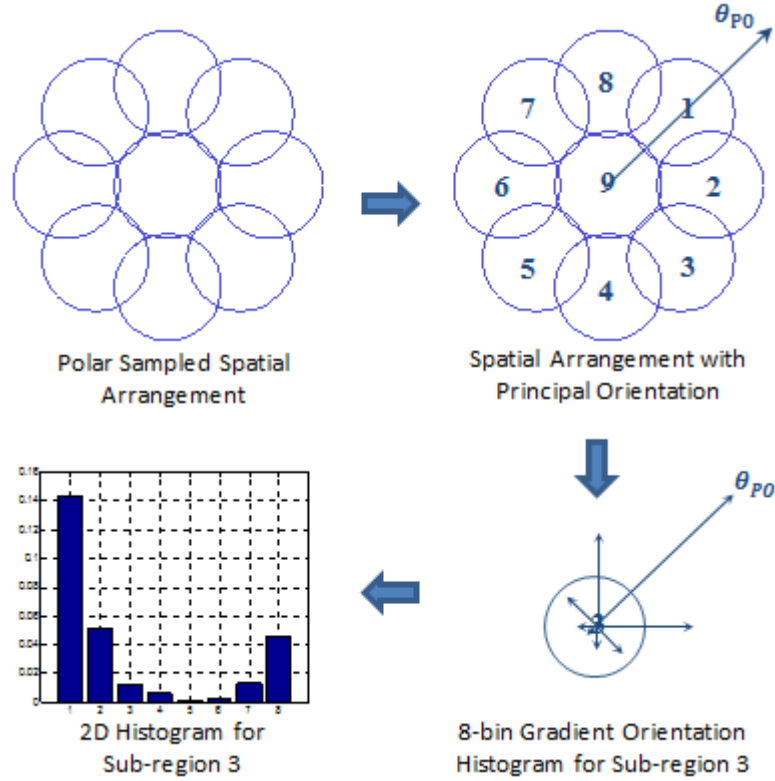 θP0
8
7
1
6
9
2
5
3
4
Polar Sampled Spatial
Arrangement
Spatial Arrangement with
Principal Orientation
0.16
0.14
0.12
0.1
0.08
0.06
0.04
0.02
0
1 2 3 4 5 6 7 8
θPO
3
2D Histogram for
Sub-region 3
8-bin Gradient Orientation
Histogram for Sub-region 3